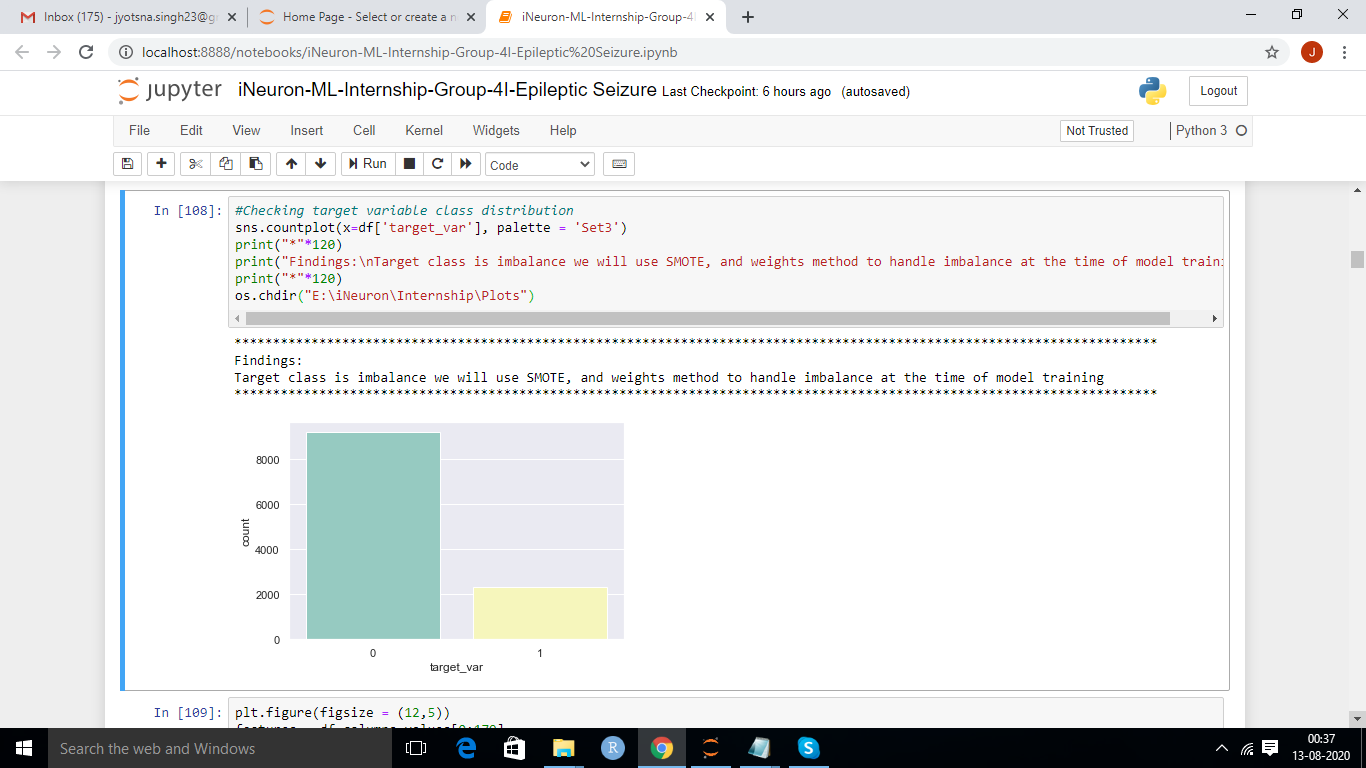 Inbox (175) - jyotsna.singh23@g
Home Page - Select or create a n
iNeuron-ML-Internship-Group-4I
localhost:8888/notebooks/iNeuron-ML-Internship-Group-4I-Epileptic%20Seizure.ipynb
J
jupyter iNeuron-ML-Internship-Group-4I-Epileptic Seizure Last Checkpoint: 6 hours ago (autosaved)
Logout
File Edit View Insert Cell Kernel Widgets Help
Not Trusted
Python 3
Run
Code
In [108]:
#Checking target variable class distribution
sns.countplot(x=df['target_var'], palette = 'Set3')
print("*"*120)
print("Findings:\nTarget class is imbalance we will use SMOTE, and weights method to handle imbalance at the time of model traini
print("*"*120)
os.chdir("E:\iNeuron\Internship\Plots")
************************************************************************************************************************
Findings:
Target class is imbalance we will use SMOTE, and weights method to handle imbalance at the time of model training
************************************************************************************************************************
8000
6000
4000
2000
0
count
0 1
target_var
In [109]:
plt.figure(figsize = (12,5))
Search the web and Windows
R
00:37
13-08-2020